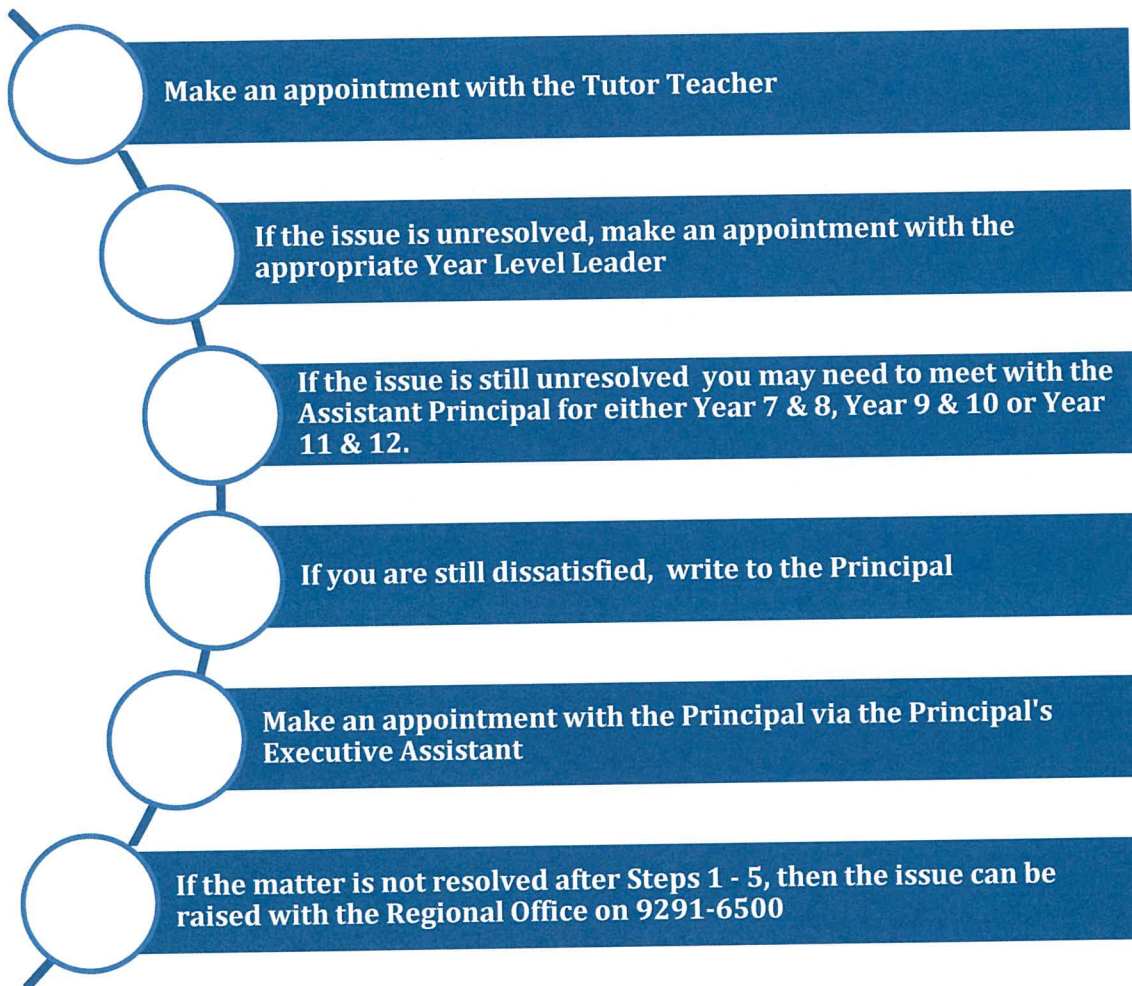 Make an appointment with the Tutor Teacher
If the issue is unresolved, make an appointment with the
appropriate Year Level Leader
If the issue is still unresolved  you may need to meet with the
Assistant Principal for either Year 7 & 8, Year 9 & 10 or Year
11 & 12.
If you are still dissatisfied,  write to the Principal
Make an appointment with the Principal via the Principal's
Executive Assistant
If the matter is not resolved after Steps 1 - 5, then the issue can be
raised with the Regional Office on 9291-6500